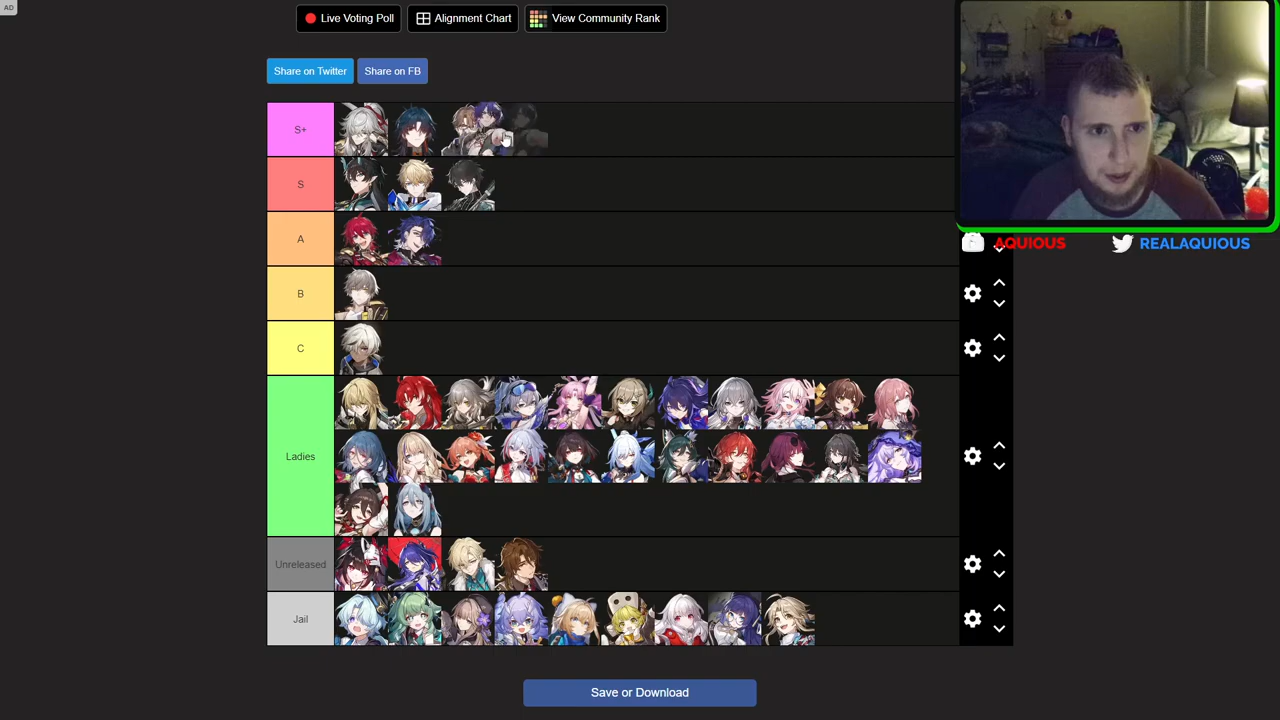 AD
Live Voting Poll
Alignment Chart
View Community Rank
Share on Twitter
Share on FB
S+
S
A
AQUIOUS
REALAQUIOUS
B
C
Ladies
Unreleased
Jail
Save or Download